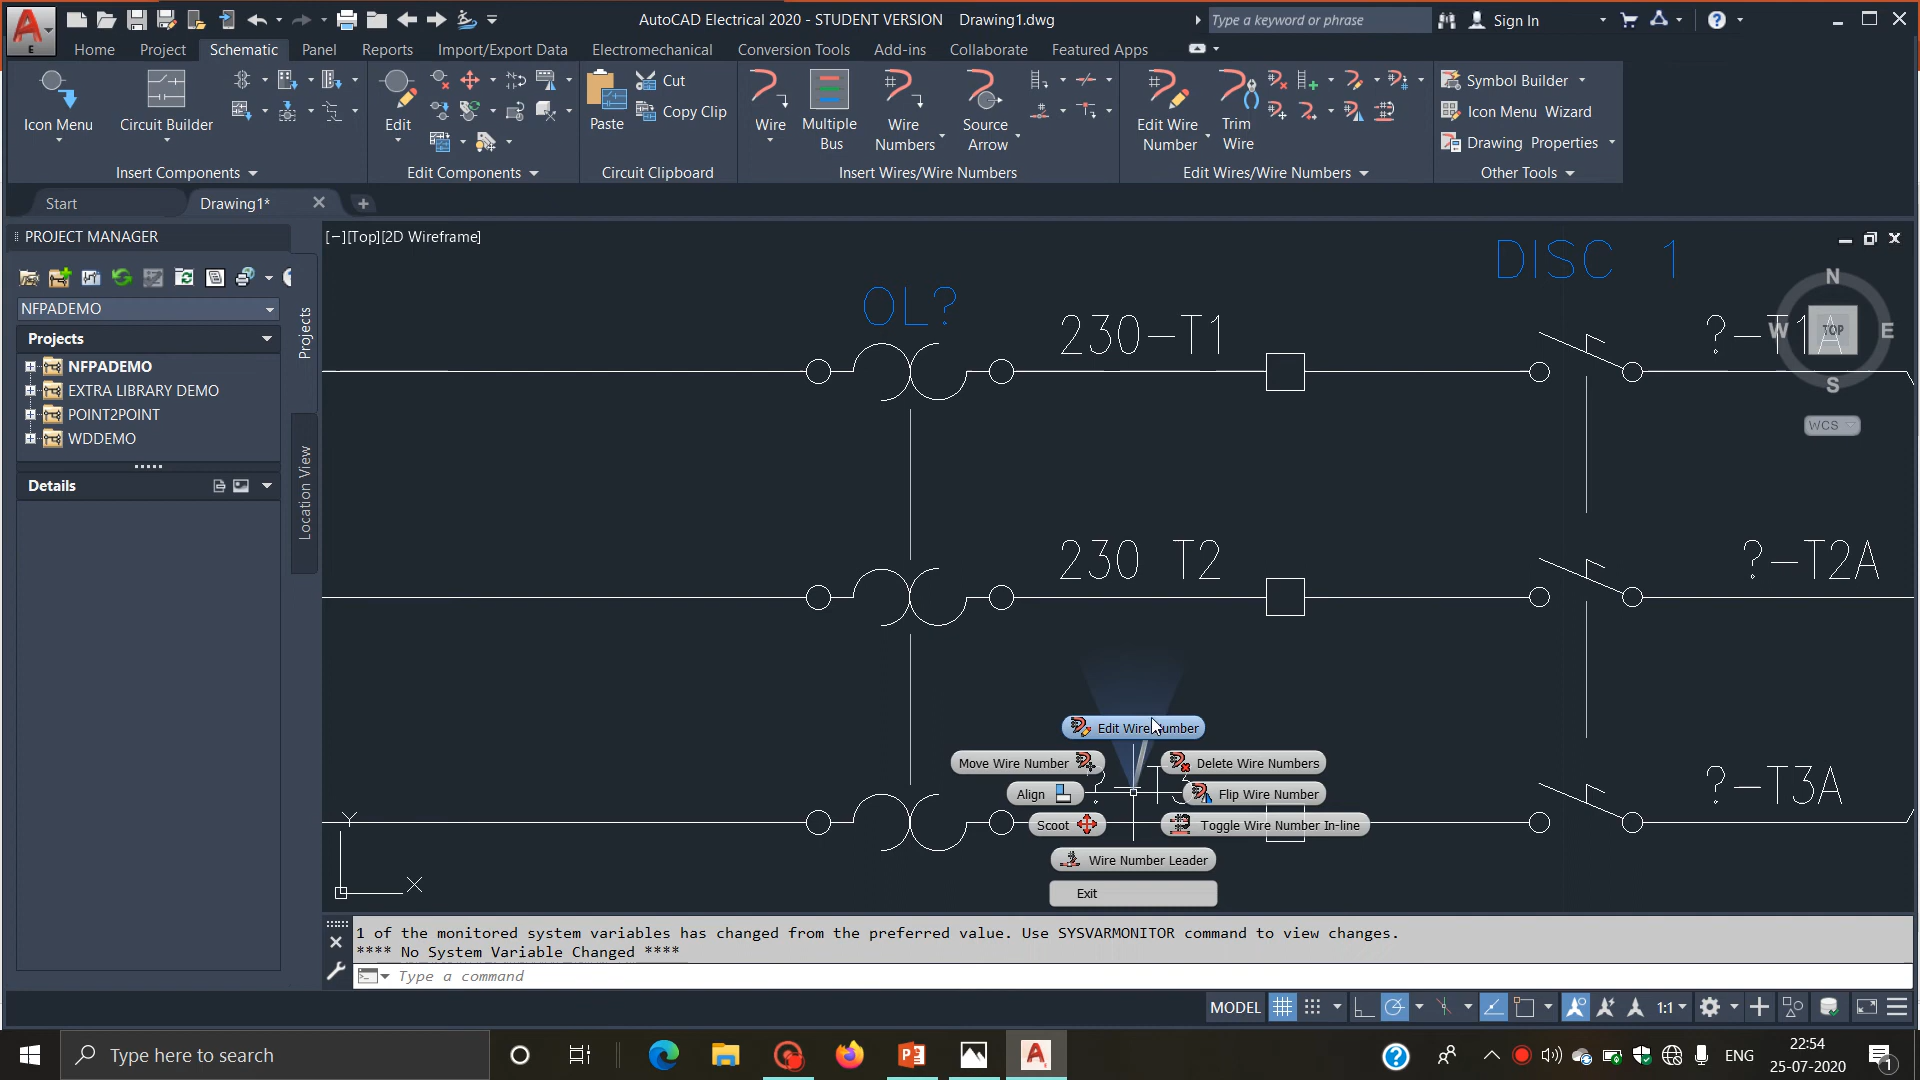 AutoCAD Electrical 2020 - STUDENT VERSION Drawing1.dwg
Type a keyword or phrase
Sign In
E
Home Project Schematic Panel Reports Import/Export Data Electromechanical Conversion Tools Add-ins Collaborate Featured Apps
Icon Menu
Circuit Builder
Insert Components
Edit
Edit Components
Paste
Cut
Copy Clip
Circuit Clipboard
Wire
Multiple
Bus
Wire
Numbers
Source
Arrow
Insert Wires/Wire Numbers
Edit Wire
Number
Trim
Wire
Edit Wires/Wire Numbers
Symbol Builder
Icon Menu Wizard
Drawing Properties
Other Tools
Start
Drawing1*
PROJECT MANAGER
NFPADEMO
Projects
NFPADEMO
EXTRA LIBRARY DEMO
POINT2POINT
WDDEMO
Details
Projects
Location View
[−][Top][2D Wireframe]
DISC 1
OL?
230-T1
?-T1A
N
W
TOP
E
S
WCS
230 T2
?-T2A
Edit Wire Number
Move Wire Number
Delete Wire Numbers
Align
Flip Wire Number
Scoot
Toggle Wire Number In-line
Wire Number Leader
Exit
?-T3A
Y
X
1 of the monitored system variables has changed from the preferred value. Use SYSVARMONITOR command to view changes.
**** No System Variable Changed ****
Type a command
MODEL
1:1
Type here to search
ENG
22:54
25-07-2020
1